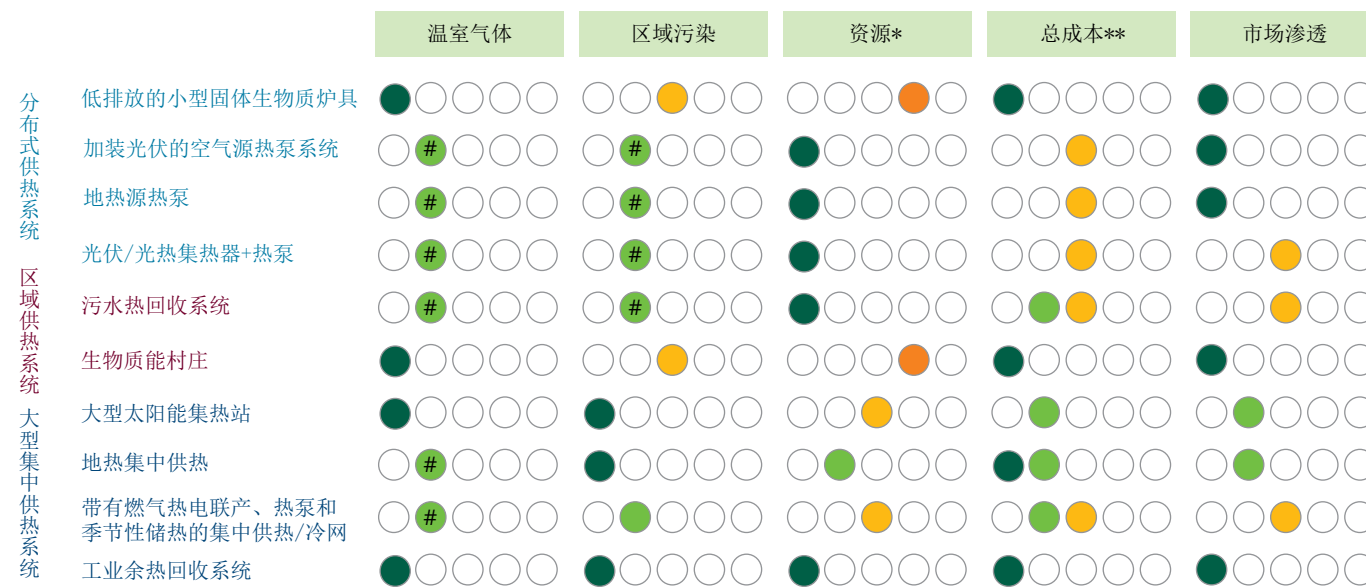 温室气体 区域污染 资源* 总成本** 市场渗透
分布式供热系统
低排放的小型固体生物质炉具
加装光伏的空气源热泵系统 # #
地热源热泵 # #
光伏/光热集热器+热泵 # #
区域供热系统
污水热回收系统 # #
生物质能村庄
大型集中供热系统
大型太阳能集热站
地热集中供热 #
带有燃气热电联产、热泵和
季节性储热的集中供热/冷网 #
工业余热回收系统